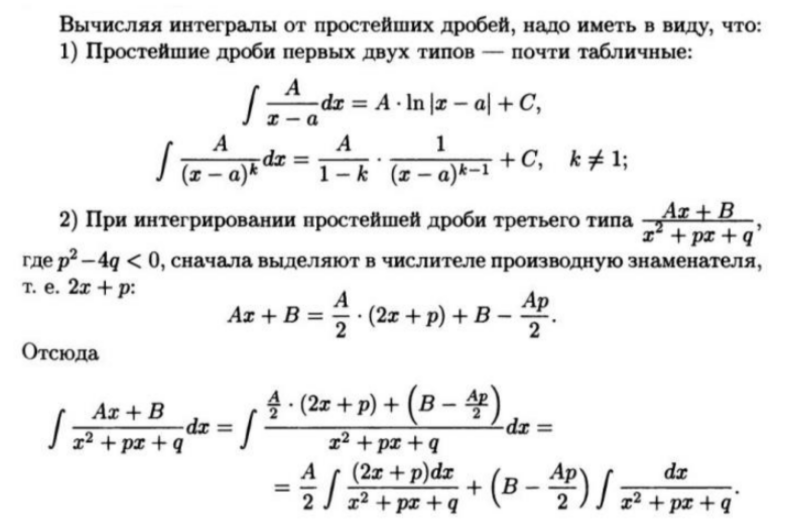 Вычисляя интегралы от простейших дробей, надо иметь в виду, что:
1) Простейшие дроби первых двух типов — почти табличные:
∫ A/(x − a) dx = A · ln |x − a| + C,
∫ A/(x − a)^k dx = A/(1 − k) · 1/(x − a)^(k−1) + C, k ≠ 1;
2) При интегрировании простейшей дроби третьего типа (Ax + B)/(x² + px + q),
где p² − 4q < 0, сначала выделяют в числителе производную знаменателя,
т. е. 2x + p:
Ax + B = A/2 · (2x + p) + B − Ap/2.
Отсюда
∫ (Ax + B)/(x² + px + q) dx = ∫ (A/2 · (2x + p) + (B − Ap/2))/(x² + px + q) dx =
= A/2 ∫ (2x + p)dx/(x² + px + q) + (B − Ap/2) ∫ dx/(x² + px + q).